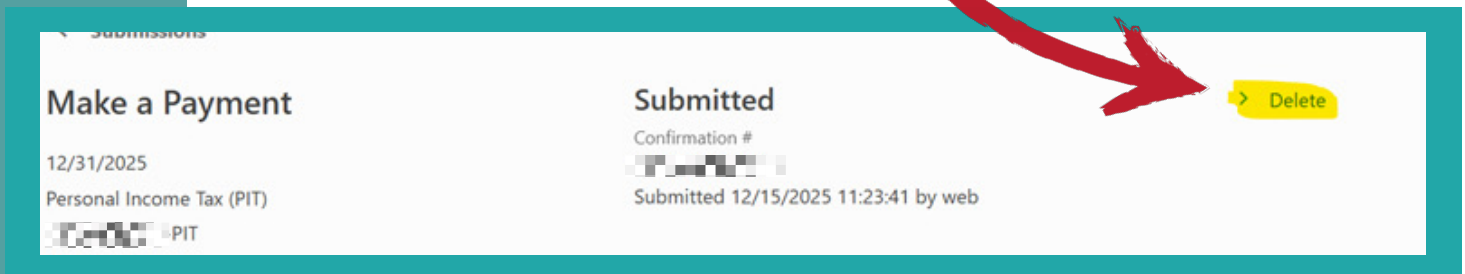 Submissions
Make a Payment
12/31/2025
Personal Income Tax (PIT)
-PIT
Submitted
Confirmation #
Submitted 12/15/2025 11:23:41 by web
Delete